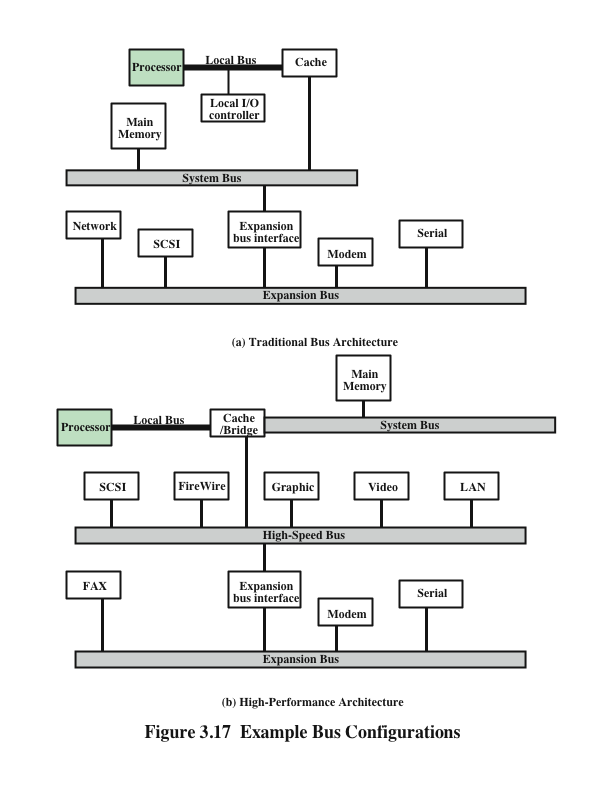 Processor
Local Bus
Cache
Local I/O
controller
Main
Memory
System Bus
Network
SCSI
Expansion
bus interface
Modem
Serial
Expansion Bus
(a) Traditional Bus Architecture
Main
Memory
Processor
Local Bus
Cache
/Bridge
System Bus
SCSI
FireWire
Graphic
Video
LAN
High-Speed Bus
FAX
Expansion
bus interface
Modem
Serial
Expansion Bus
(b) High-Performance Architecture
Figure 3.17 Example Bus Configurations